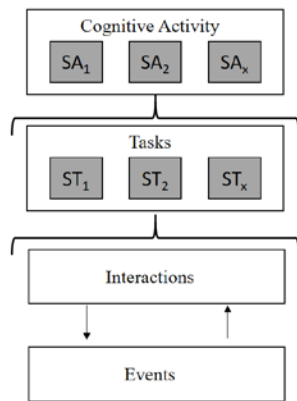 Cognitive Activity
SA₁ SA₂ SAₓ
Tasks
ST₁ ST₂ STₓ
Interactions
Events